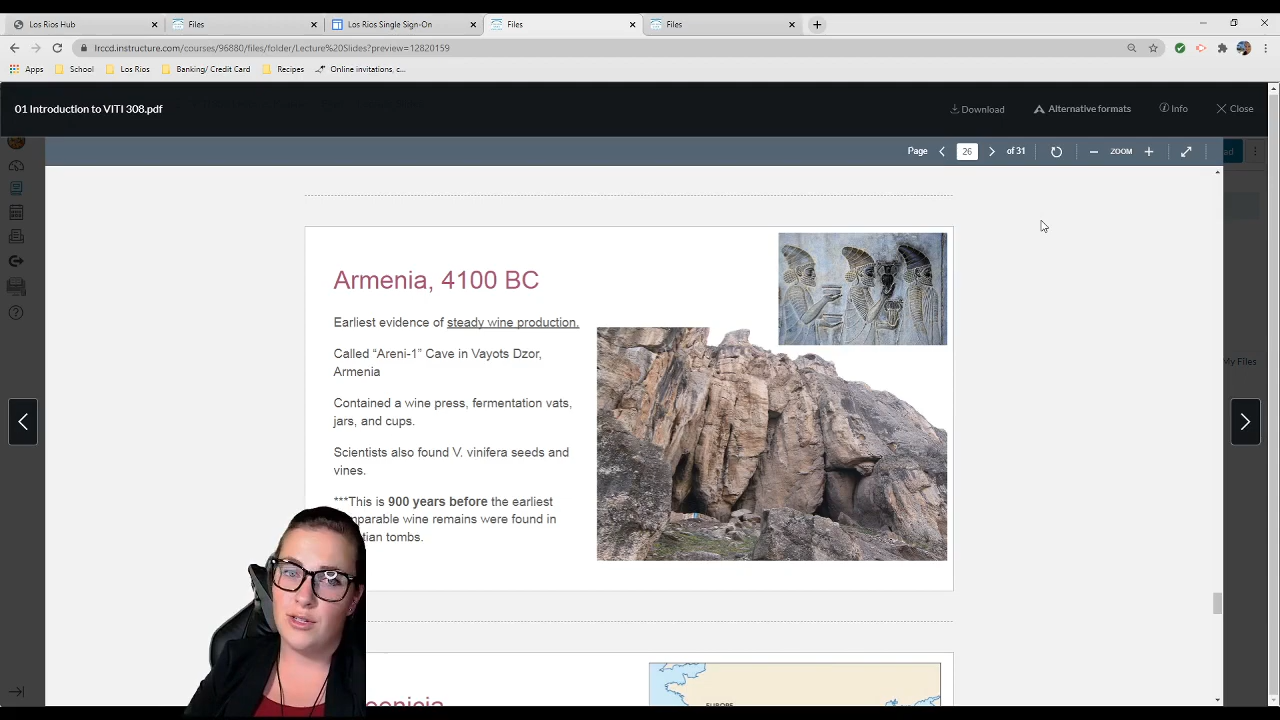 Los Rios Hub
Files
Los Rios Single Sign-On
Files
Files
lrccd.instructure.com/courses/96880/files/folder/Lecture%20Slides?preview=12820159
Apps
School
Los Rios
Banking/ Credit Card
Recipes
Online invitations, c...
01 Introduction to VITI 308.pdf
Download
Alternative formats
Info
Close
Page
26
of 31
ZOOM
Armenia, 4100 BC
Earliest evidence of steady wine production.
Called “Areni-1” Cave in Vayots Dzor,
Armenia
Contained a wine press, fermentation vats,
jars, and cups.
Scientists also found V. vinifera seeds and
vines.
***This is 900 years before the earliest
wine remains were found in
tombs.
My Files
EUROPE